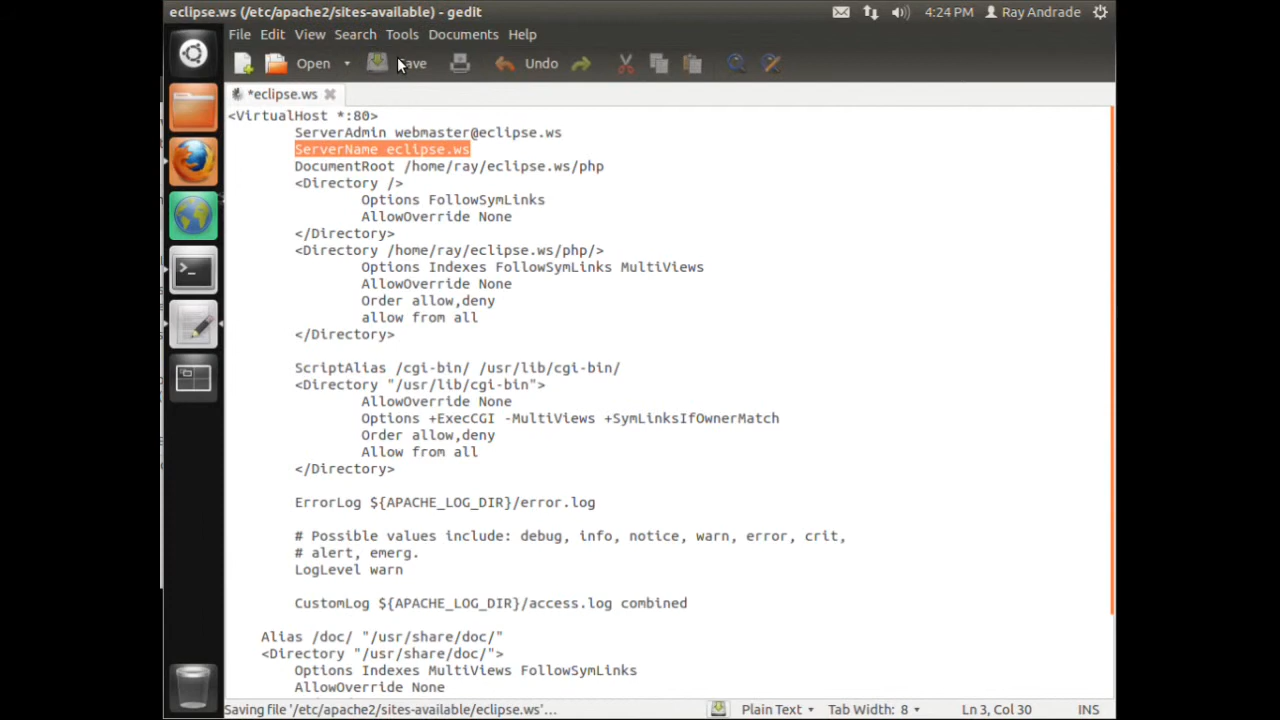 eclipse.ws (/etc/apache2/sites-available) - gedit 4:24 PM Ray Andrade
File Edit View Search Tools Documents Help
Open Save Undo
*eclipse.ws
<VirtualHost *:80>
ServerAdmin webmaster@eclipse.ws
ServerName eclipse.ws
DocumentRoot /home/ray/eclipse.ws/php
<Directory />
Options FollowSymLinks
AllowOverride None
</Directory>
<Directory /home/ray/eclipse.ws/php/>
Options Indexes FollowSymLinks MultiViews
AllowOverride None
Order allow,deny
allow from all
</Directory>
ScriptAlias /cgi-bin/ /usr/lib/cgi-bin/
<Directory "/usr/lib/cgi-bin">
AllowOverride None
Options +ExecCGI -MultiViews +SymLinksIfOwnerMatch
Order allow,deny
Allow from all
</Directory>
ErrorLog ${APACHE_LOG_DIR}/error.log
# Possible values include: debug, info, notice, warn, error, crit,
# alert, emerg.
LogLevel warn
CustomLog ${APACHE_LOG_DIR}/access.log combined
Alias /doc/ "/usr/share/doc/"
<Directory "/usr/share/doc/">
Options Indexes MultiViews FollowSymLinks
AllowOverride None
Saving file '/etc/apache2/sites-available/eclipse.ws'... Plain Text Tab Width: 8 Ln 3, Col 30 INS